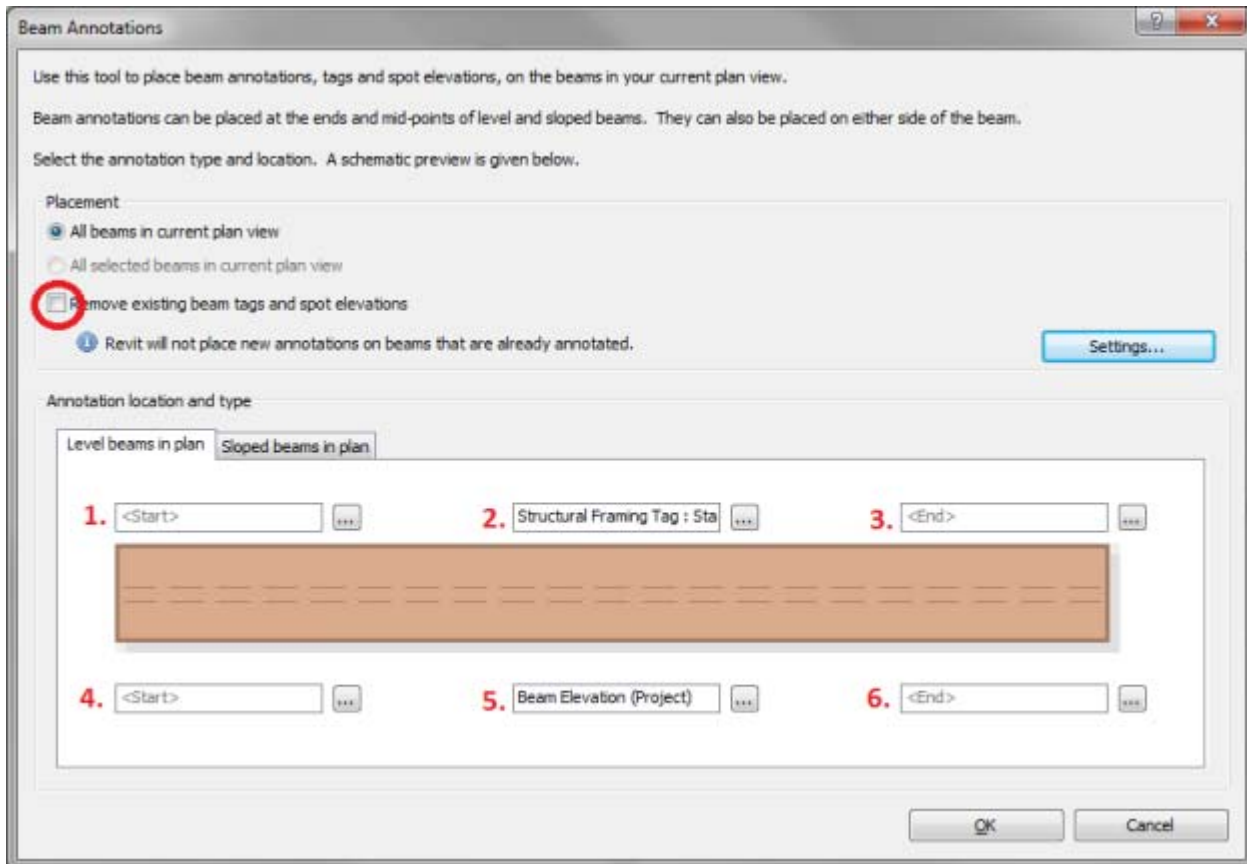 Beam Annotations
Use this tool to place beam annotations, tags and spot elevations, on the beams in your current plan view.
Beam annotations can be placed at the ends and mid-points of level and sloped beams. They can also be placed on either side of the beam.
Select the annotation type and location. A schematic preview is given below.
Placement
All beams in current plan view
All selected beams in current plan view
Remove existing beam tags and spot elevations
Revit will not place new annotations on beams that are already annotated.
Settings...
Annotation location and type
Level beams in plan Sloped beams in plan
1. <Start> ... 2. Structural Framing Tag : Sta ... 3. <End> ...
4. <Start> ... 5. Beam Elevation (Project) ... 6. <End> ...
OK Cancel